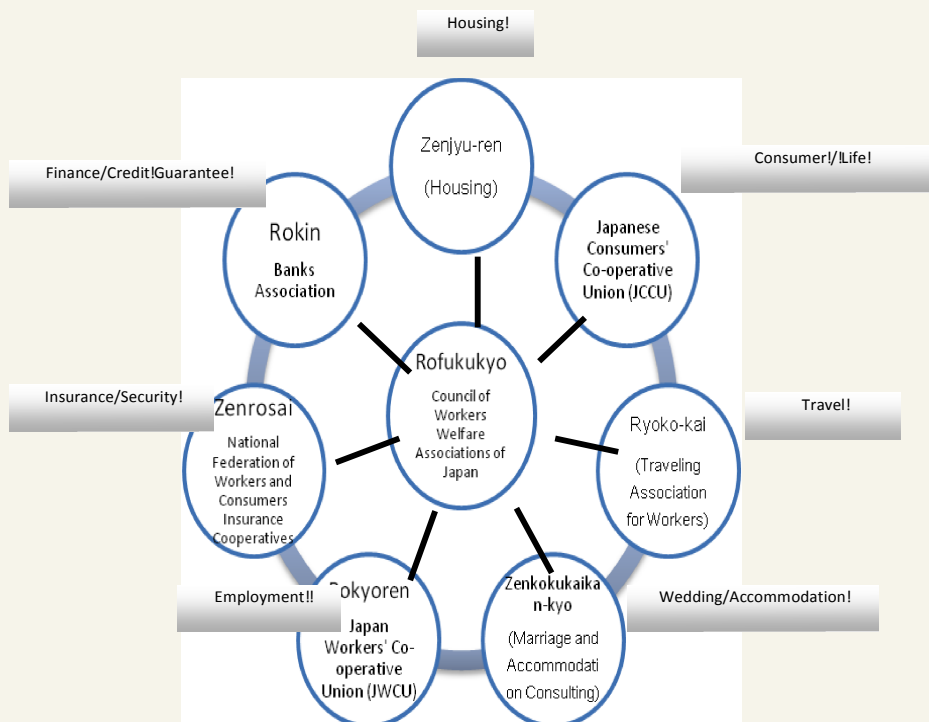 Housing!
Zenjyu-ren
(Housing)
Finance/Credit!Guarantee!
Rokin
Banks
Association
Consumer!/!Life!
Japanese
Consumers'
Co-operative
Union (JCCU)
Rofukukyo
Council of
Workers
Welfare
Associations of
Japan
Insurance/Security!
Zenrosai
National
Federation of
Workers and
Consumers
Insurance
Cooperatives
Travel!
Ryoko-kai
(Traveling
Association
for Workers)
Employment!!
Rokyoren
Japan
Workers' Co-
operative
Union (JWCU)
Zenkokukaika
n-kyo
(Marriage and
Accommodati
on Consulting)
Wedding/Accommodation!